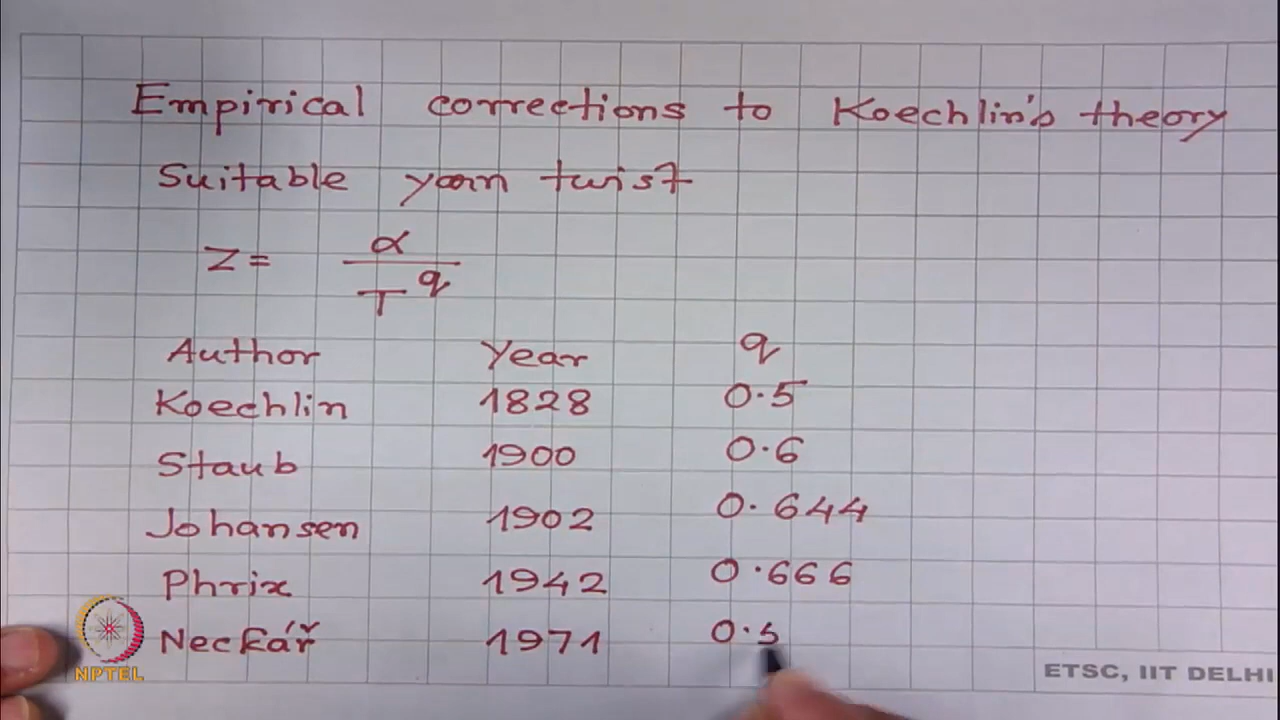 Empirical corrections to Koechlin's theory
Suitable yarn twist
Z = α / T^q
Author Year q
Koechlin 1828 0.5
Staub 1900 0.6
Johansen 1902 0.644
Phrix 1942 0.666
Neckář 1971 0.5
NPTEL
ETSC, IIT DELHI